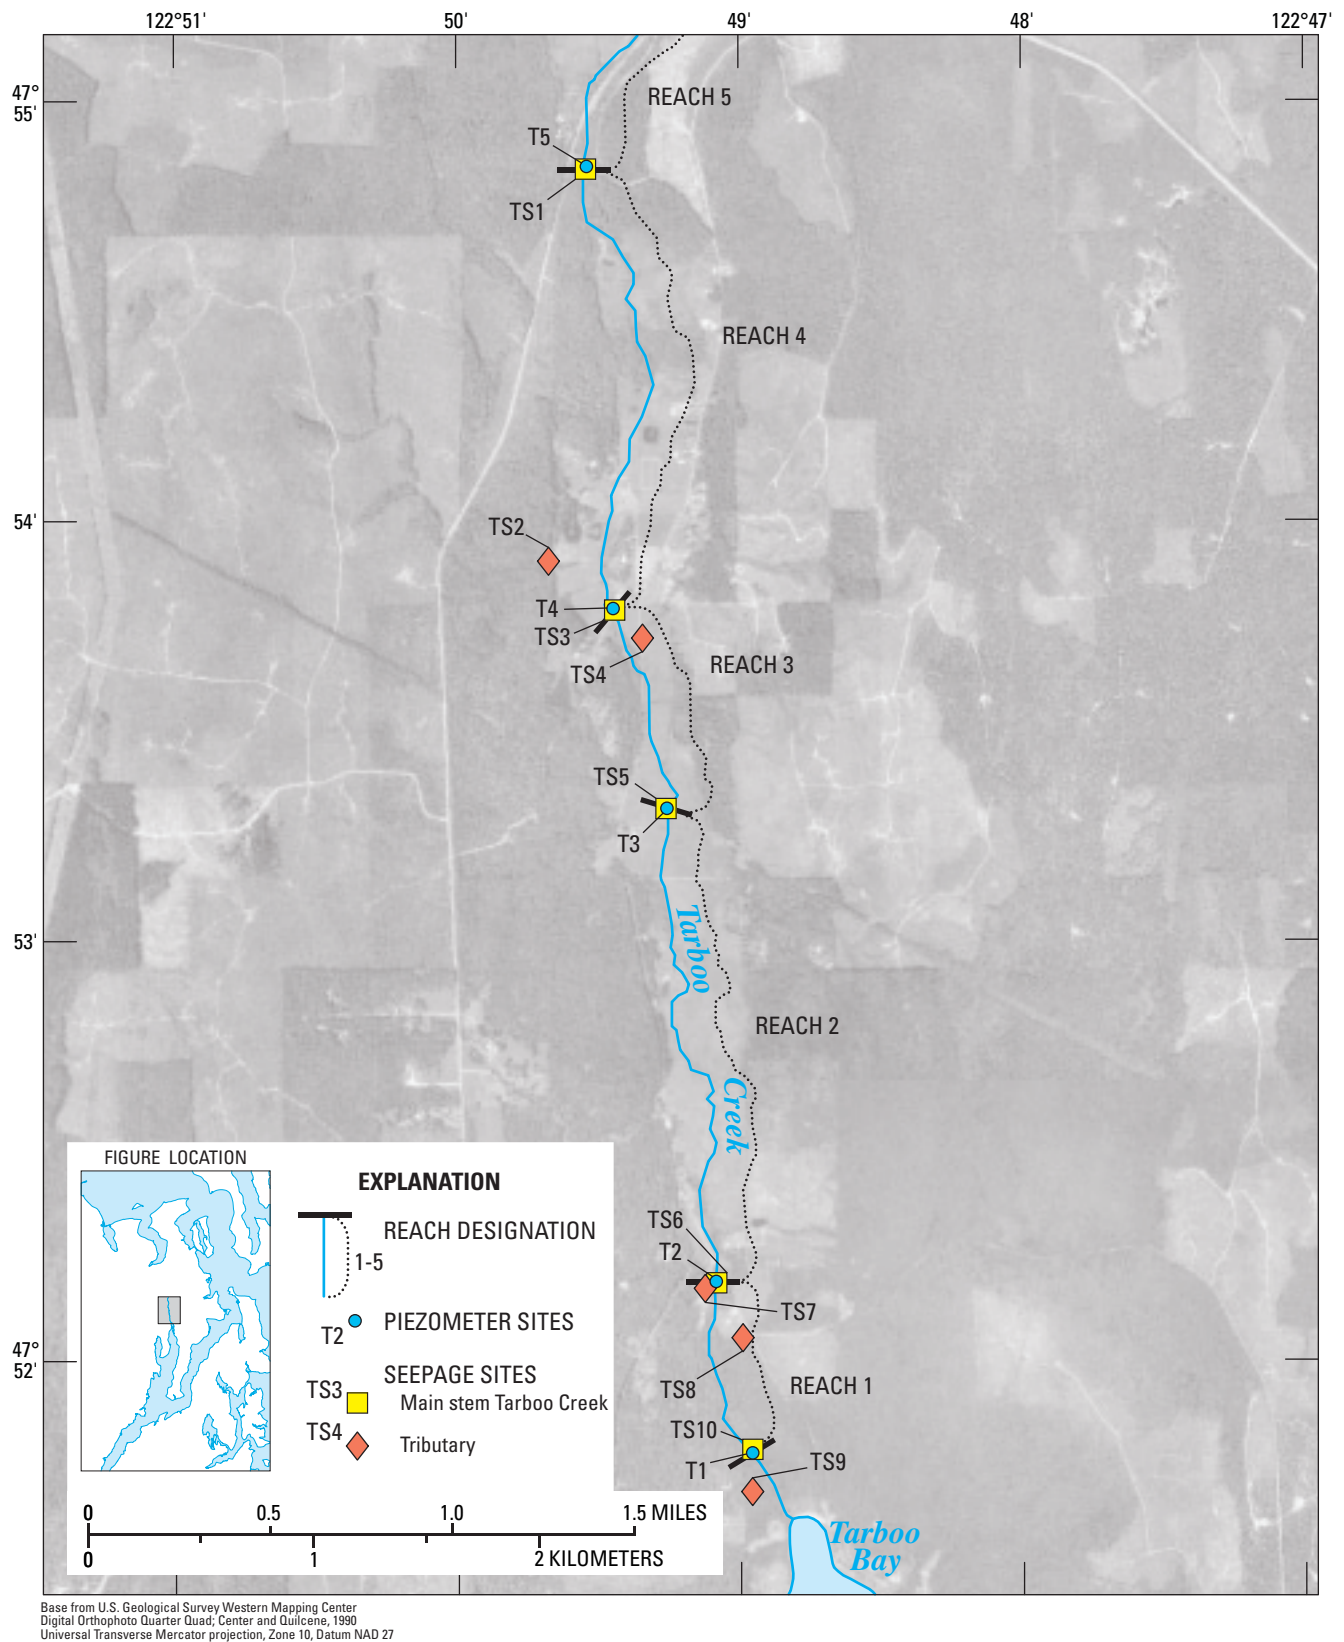 122°51'
50'
49'
48'
122°47'
47°
55'
REACH 5
T5
TS1
REACH 4
54'
TS2
T4
TS3
TS4
REACH 3
TS5
T3
Tarboo
53'
REACH 2
Creek
FIGURE LOCATION
EXPLANATION
REACH DESIGNATION
1-5
T2
PIEZOMETER SITES
SEEPAGE SITES
TS3
Main stem Tarboo Creek
TS4
Tributary
TS6
T2
TS7
47°
52'
TS8
REACH 1
TS10
T1
TS9
0 0.5 1.0 1.5 MILES
0 1 2 KILOMETERS
Tarboo
Bay
Base from U.S. Geological Survey Western Mapping Center
Digital Orthophoto Quarter Quad; Center and Quilcene, 1990
Universal Transverse Mercator projection, Zone 10, Datum NAD 27